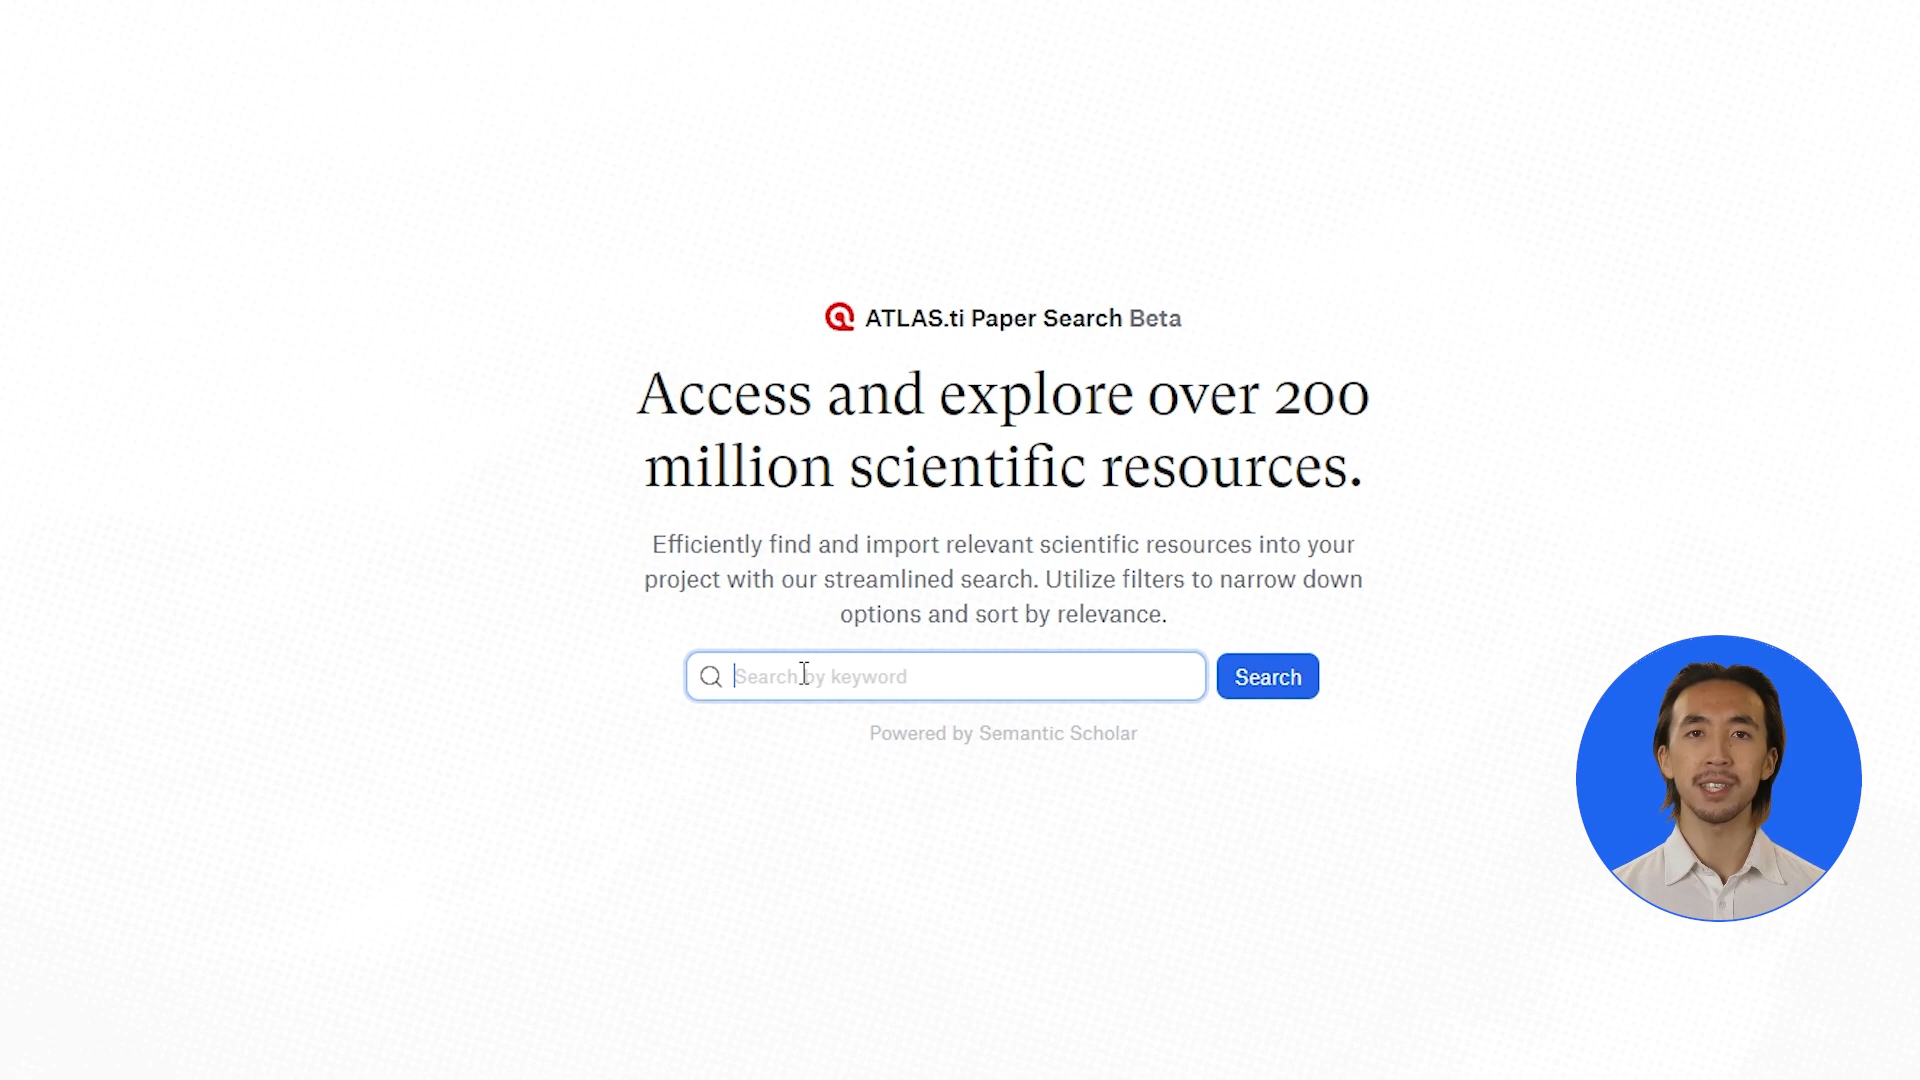 ATLAS.ti Paper Search Beta
Access and explore over 200
million scientific resources.
Efficiently find and import relevant scientific resources into your
project with our streamlined search. Utilize filters to narrow down
options and sort by relevance.
Search by keyword
Search
Powered by Semantic Scholar